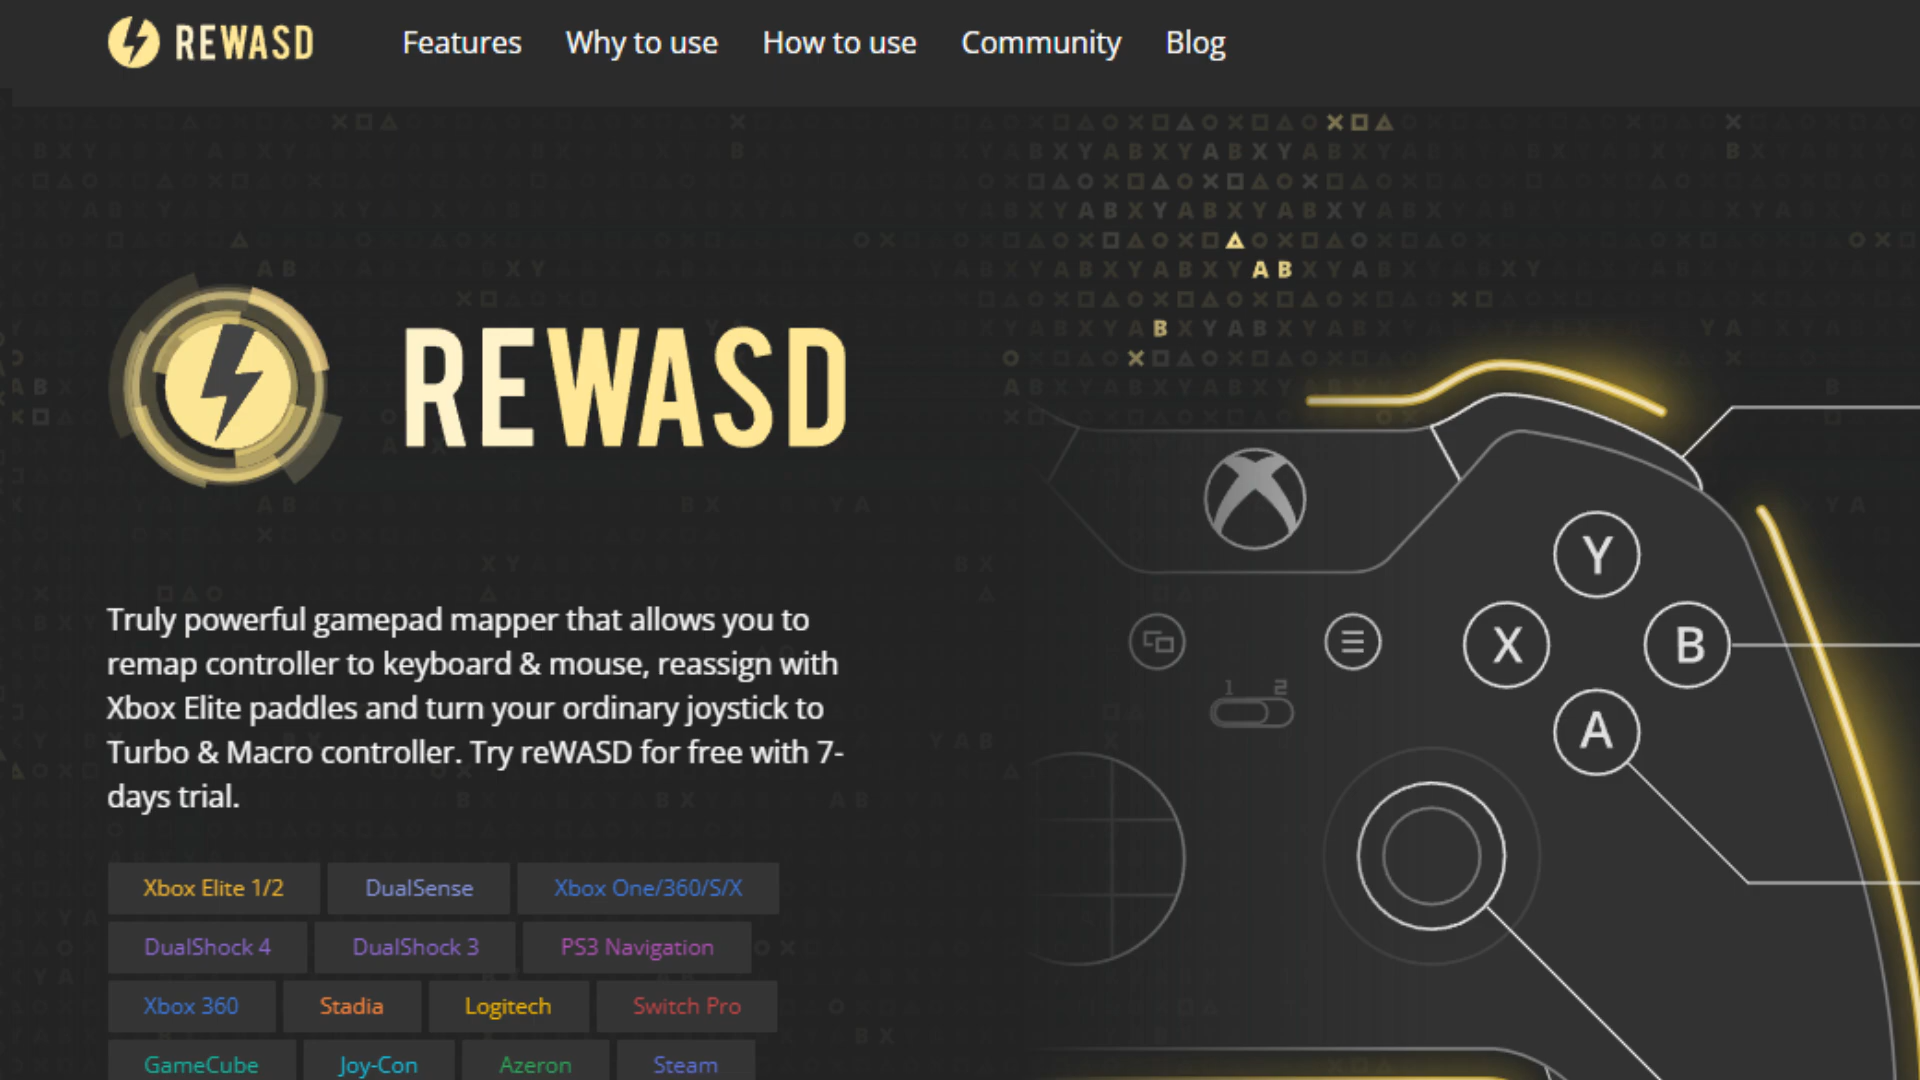 REWASD
Features Why to use How to use Community Blog
REWASD
Truly powerful gamepad mapper that allows you to
remap controller to keyboard & mouse, reassign with
Xbox Elite paddles and turn your ordinary joystick to
Turbo & Macro controller. Try reWASD for free with 7-
days trial.
Xbox Elite 1/2 DualSense Xbox One/360/S/X
DualShock 4 DualShock 3 PS3 Navigation
Xbox 360 Stadia Logitech Switch Pro
GameCube Joy-Con Azeron Steam
Y
X B
A
1 2